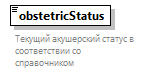 obstetricStatus
Текущий акушерский статус в
соответствии со
справочником